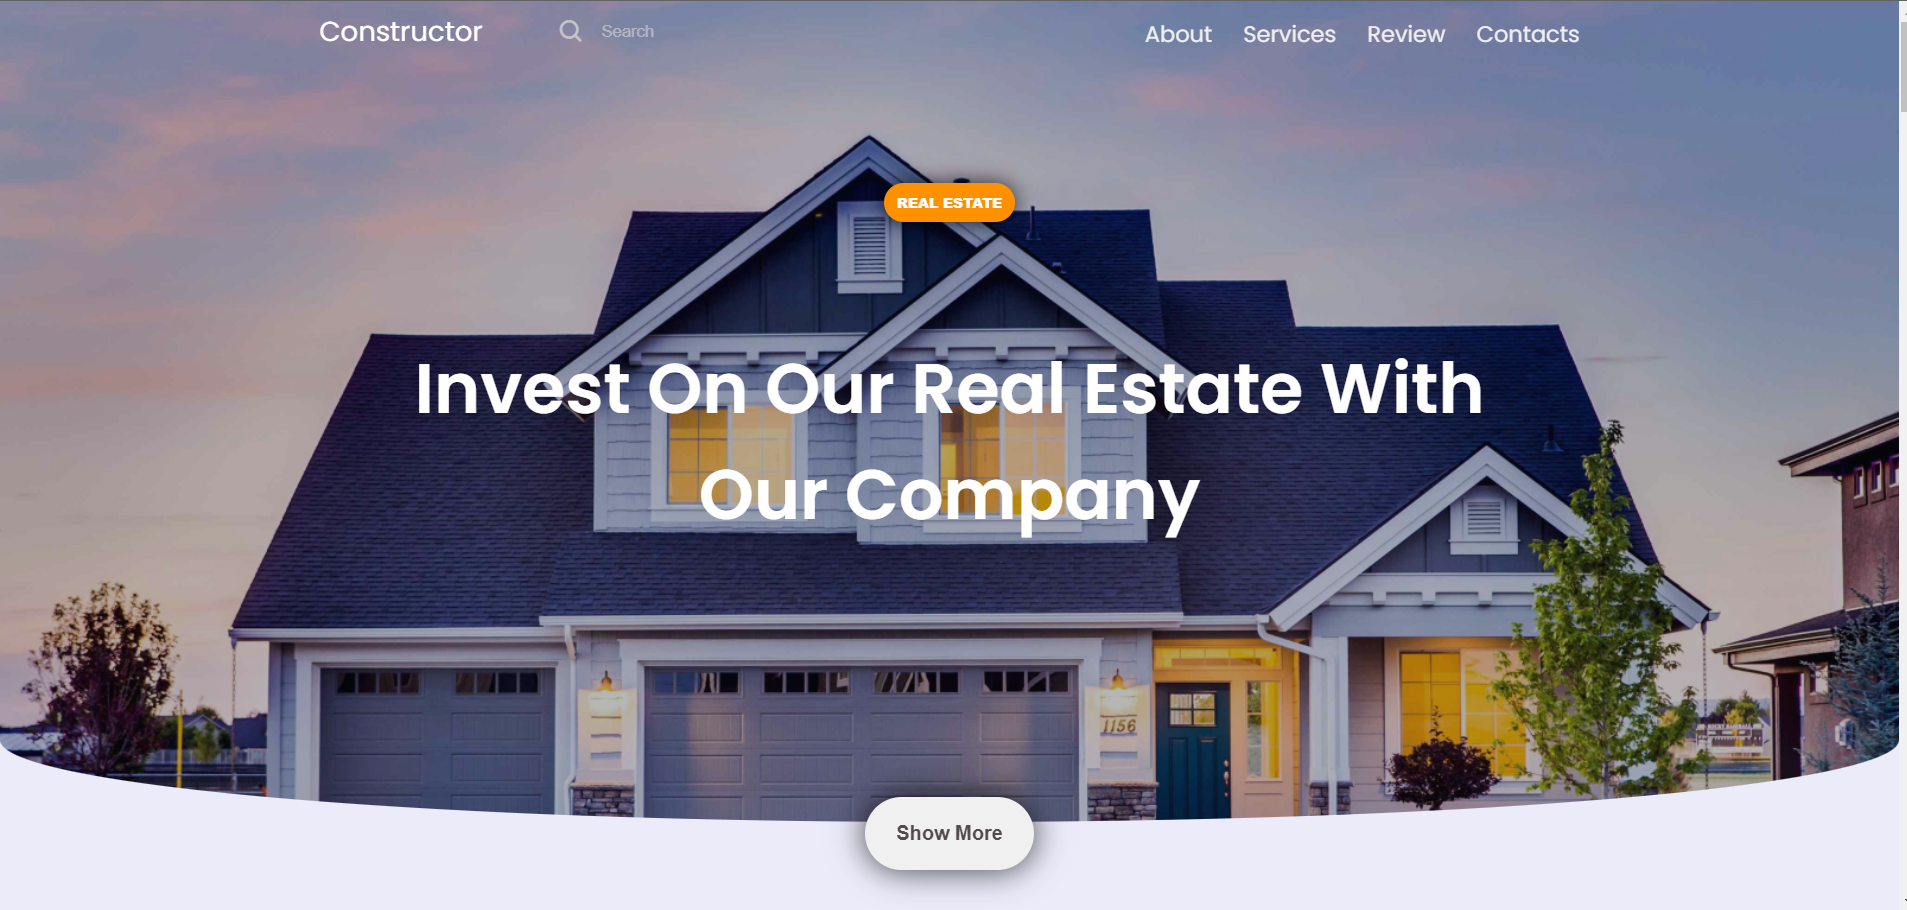 Constructor
Search
About
Services
Review
Contacts
REAL ESTATE
Invest On Our Real Estate With
Our Company
1156
Show More